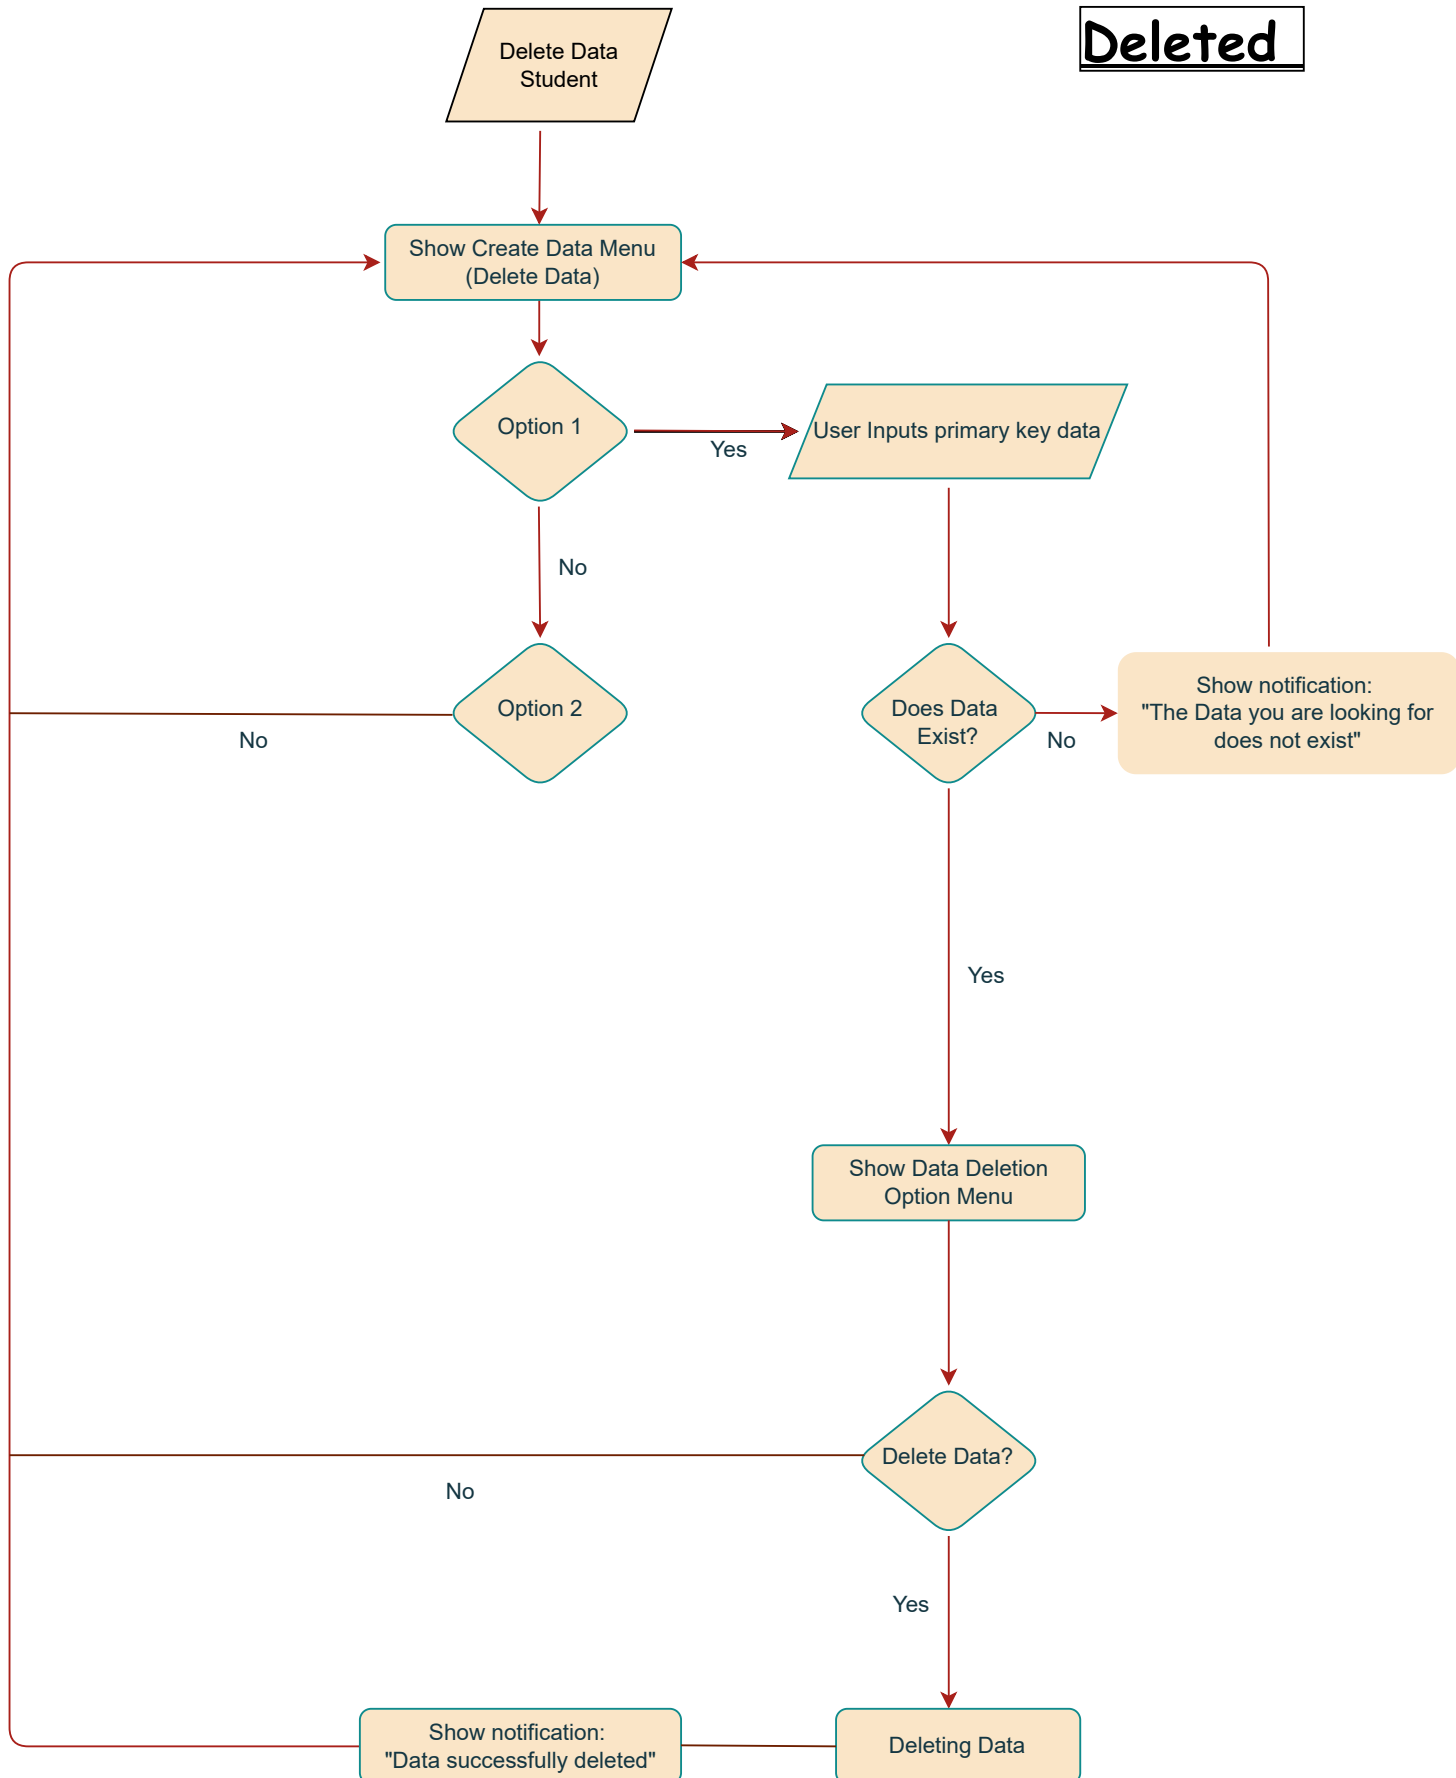 Delete Data
Student
Deleted
Show Create Data Menu
(Delete Data)
Option 1
Yes
User Inputs primary key data
No
Option 2
No
Does Data
Exist?
No
Show notification:
"The Data you are looking for
does not exist"
Yes
Show Data Deletion
Option Menu
Delete Data?
No
Yes
Deleting Data
Show notification:
"Data successfully deleted"